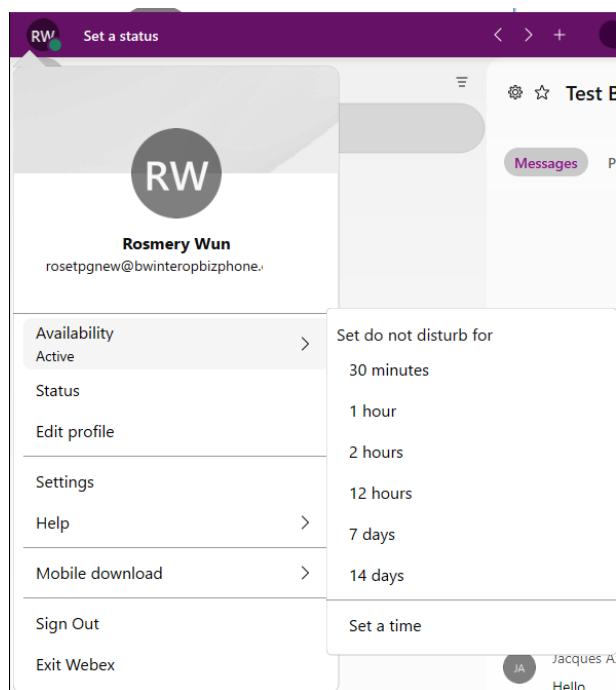 RW Set a status
Test
Messages
RW
Rosmery Wun
rosetpgnew@bwinteropbizphone.
Availability
Active
Status
Edit profile
Settings
Help
Mobile download
Sign Out
Exit Webex
Set do not disturb for
30 minutes
1 hour
2 hours
12 hours
7 days
14 days
Set a time
JA Jacques
Hello